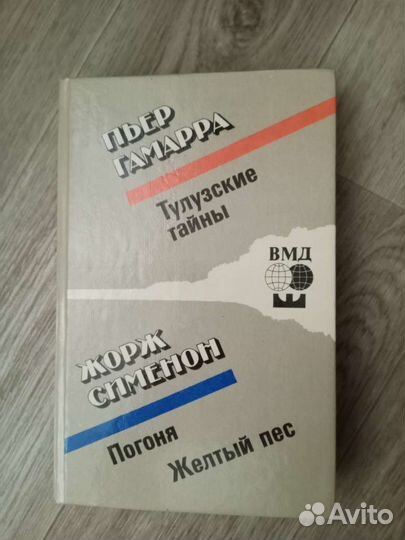 ПЬЕР
ГАМАРРА
Тулузские
тайны
ВМД
ЖОРЖ
СИМЕНОН
Погоня
Желтый пес
Avito